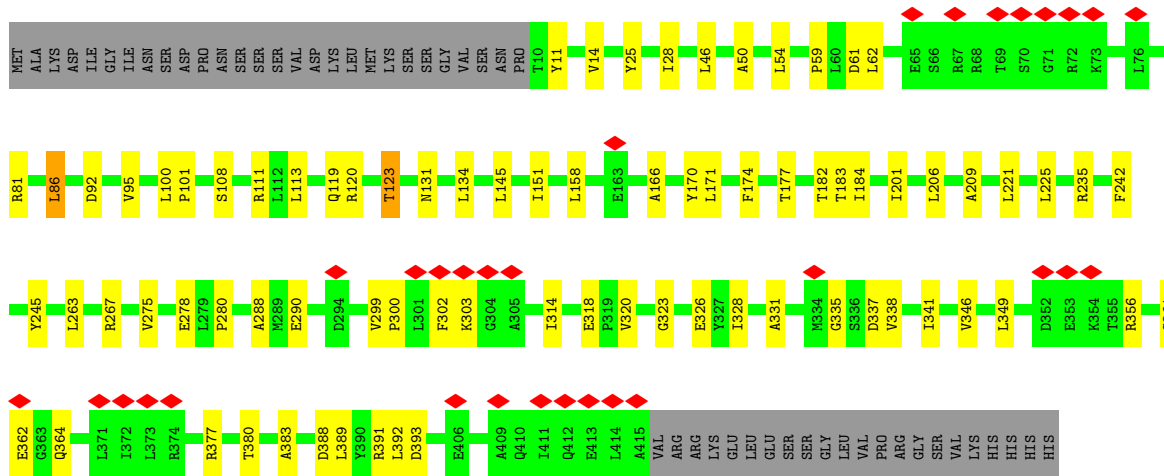 MET ALA LYS ASP ILE GLY ILE ASN SER ASP PRO ASN SER SER SER VAL ASP LYS LEU MET LYS SER SER GLY VAL SER ASN PRO T10 Y11 V14 Y25 I28 L46 A50 L54 P59 L60 D61 L62 E65 S66 R67 R68 T69 S70 G71 R72 K73 L76
R81 L86 D92 V95 L100 P101 S108 R111 L112 L113 Q119 R120 T123 N131 L134 L145 I151 L158 E163 A166 Y170 L171 F174 T177 T182 T183 I184 I201 L206 A209 L221 L225 R235 F242
Y245 L263 R267 V275 E278 L279 P280 A288 M289 E290 D294 V299 P300 L301 F302 K303 G304 A305 I314 E318 P319 V320 G323 E326 Y327 I328 A331 M334 G335 S336 D337 V338 I341 V346 L349 D352 E353 K354 T355 R356
E362 G363 Q364 L371 I372 L373 R374 R377 T380 A383 D388 L389 Y390 R391 L392 D393 E406 A409 Q410 I411 Q412 E413 L414 A415 VAL ARG ARG LYS GLU LEU GLU GLU SER SER GLY LEU VAL PRO ARG GLY SER VAL LYS HIS HIS HIS HIS HIS